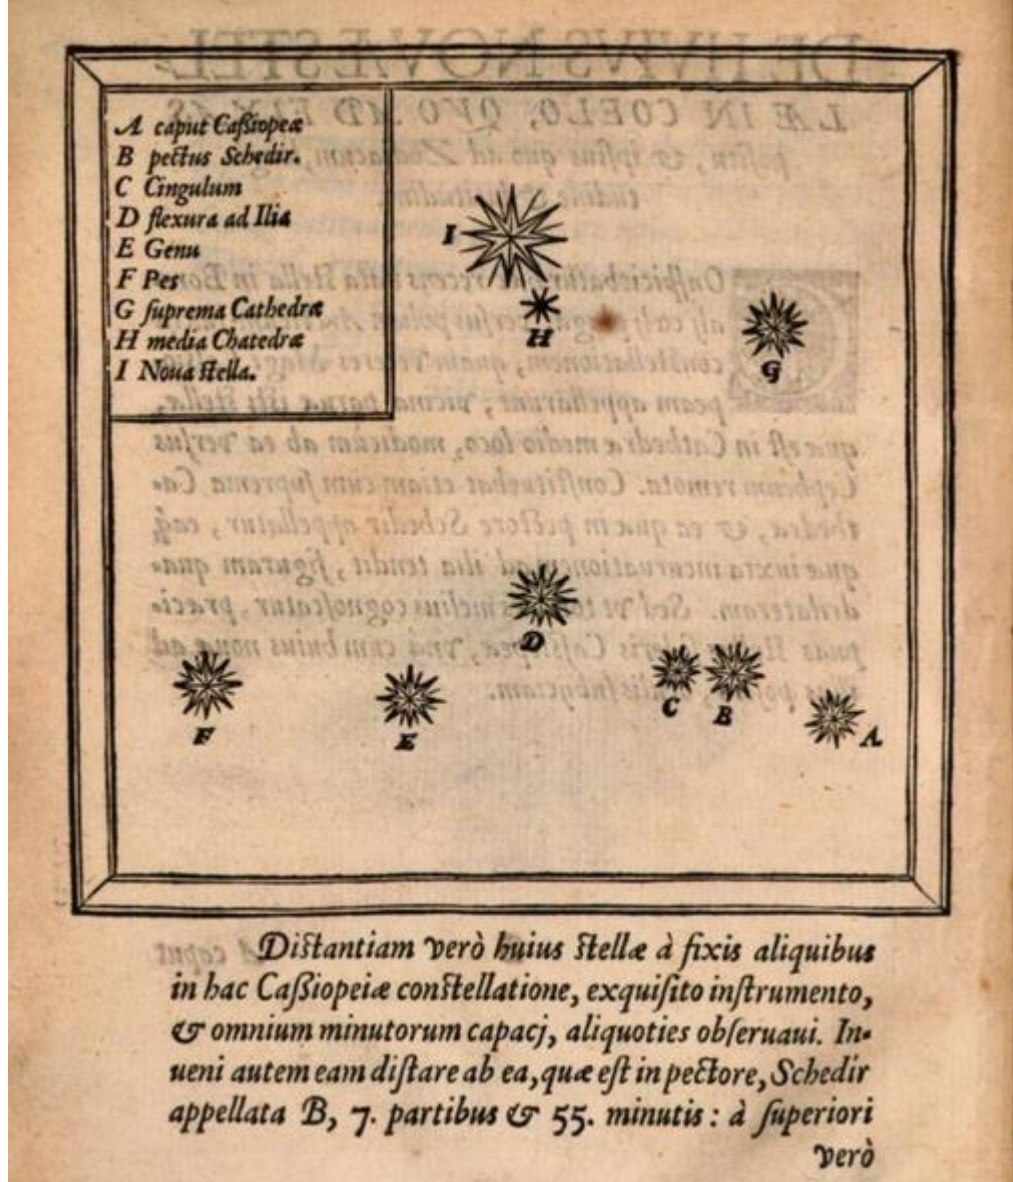 A caput Caſsiopeæ
B pectus Schedir.
C Cingulum
D flexura ad Ilia
E Genu
F Pes
G ſuprema Cathedræ
H media Chatedræ
I Noua ſtella.
I
H
G
D
C
B
A
F
E
Diſtantiam verò huius ſtellæ à fixis aliquibus
in hac Caſsiopeiæ conſtellatione, exquiſito inſtrumento,
& omnium minutorum capacj, aliquoties obſeruaui. In-
ueni autem eam diſtare ab ea, quæ eſt in pectore, Schedir
appellata B, 7. partibus & 55. minutis: à ſuperiori
verò